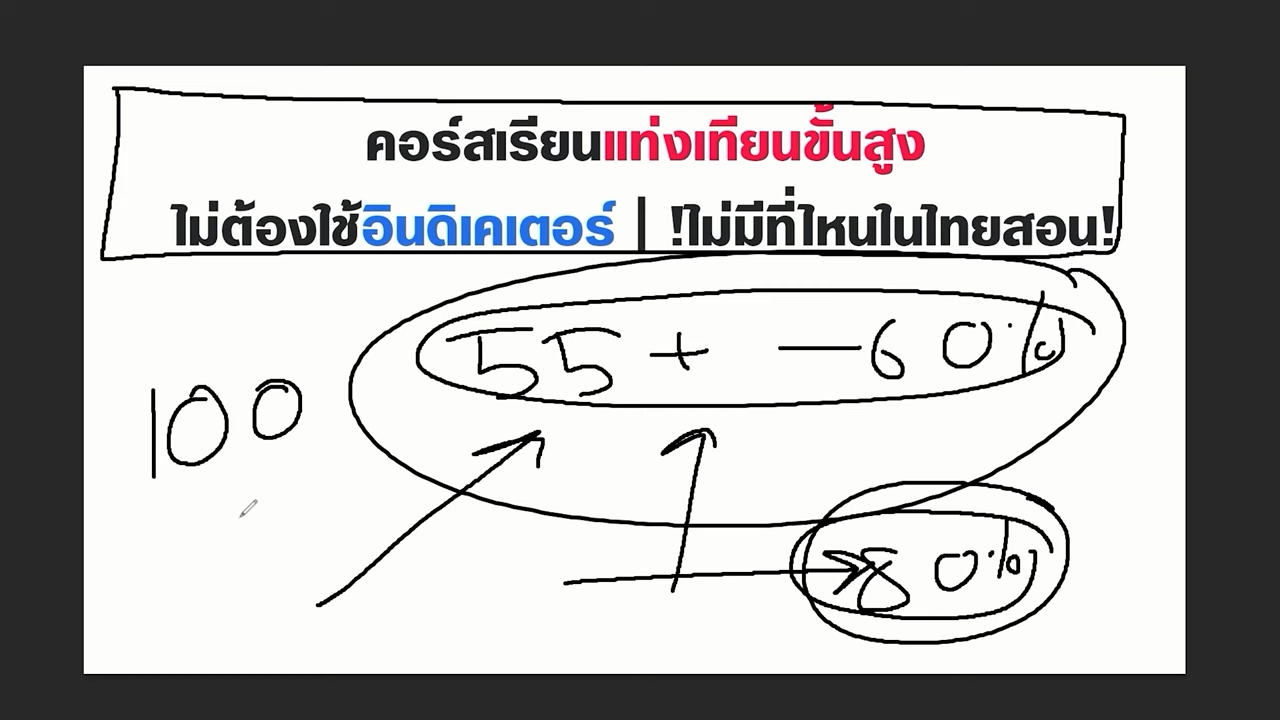 คอร์สเรียนแท่งเทียนขั้นสูง
ไม่ต้องใช้อินดิเคเตอร์ | !ไม่มีที่ไหนในไทยสอน!
55 + — 60%
100
80%